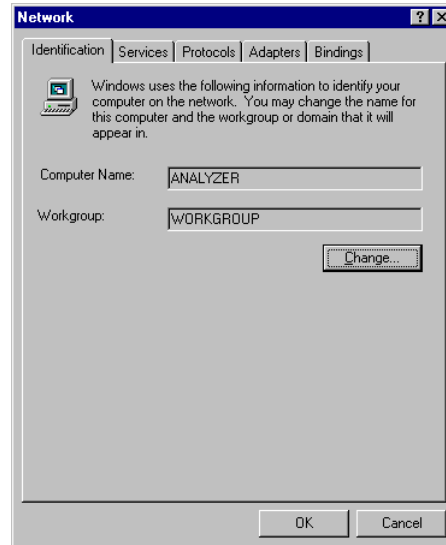 Network
Identification Services Protocols Adapters Bindings
Windows uses the following information to identify your
computer on the network. You may change the name for
this computer and the workgroup or domain that it will
appear in.
Computer Name: ANALYZER
Workgroup: WORKGROUP
Change...
OK Cancel